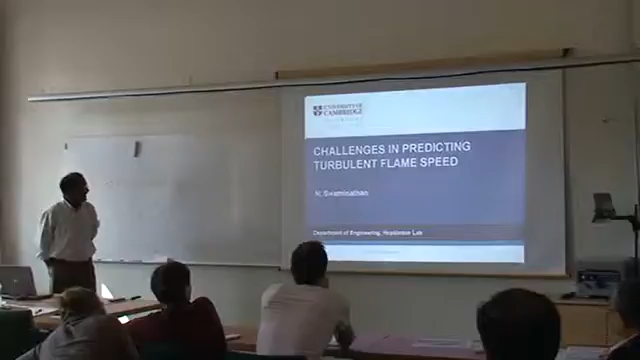 UNIVERSITY OF
CAMBRIDGE
CHALLENGES IN PREDICTING
TURBULENT FLAME SPEED
N. Swaminathan
Department of Engineering, Hopkinson Lab